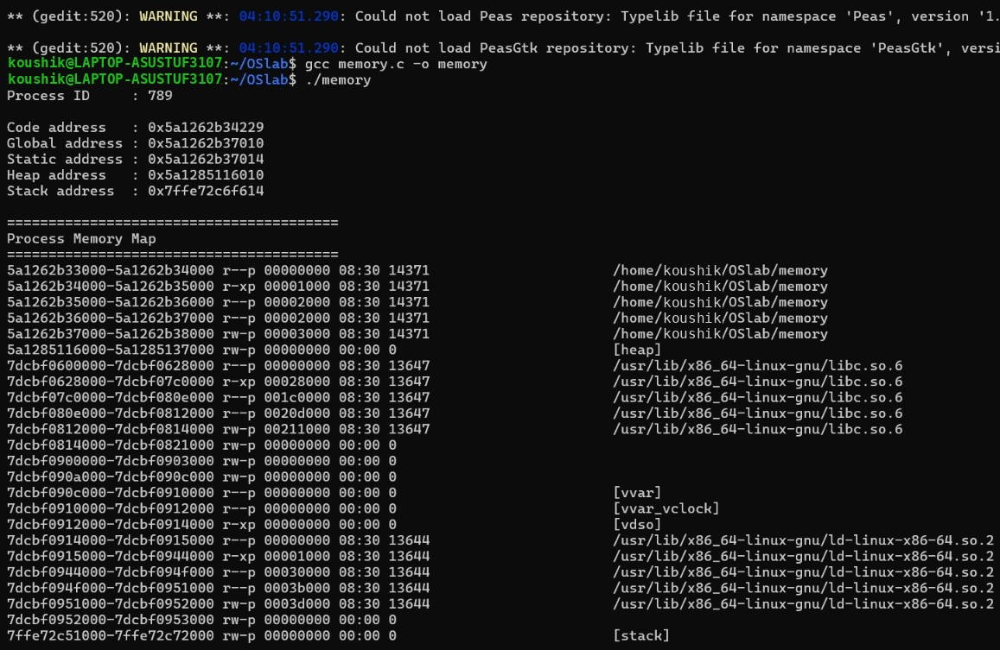 ** (gedit:520): WARNING **: 04:10:51.290: Could not load Peas repository: Typelib file for namespace 'Peas', version '1.
** (gedit:520): WARNING **: 04:10:51.290: Could not load PeasGtk repository: Typelib file for namespace 'PeasGtk', versi
koushik@LAPTOP-ASUSTUF3107:~/OSlab$ gcc memory.c -o memory
koushik@LAPTOP-ASUSTUF3107:~/OSlab$ ./memory
Process ID     : 789
Code address   : 0x5a1262b34229
Global address : 0x5a1262b37010
Static address : 0x5a1262b37014
Heap address   : 0x5a1285116010
Stack address  : 0x7ffe72c6f614
========================================
Process Memory Map
========================================
5a1262b33000-5a1262b34000 r--p 00000000 08:30 14371                      /home/koushik/OSlab/memory
5a1262b34000-5a1262b35000 r-xp 00001000 08:30 14371                      /home/koushik/OSlab/memory
5a1262b35000-5a1262b36000 r--p 00002000 08:30 14371                      /home/koushik/OSlab/memory
5a1262b36000-5a1262b37000 r--p 00002000 08:30 14371                      /home/koushik/OSlab/memory
5a1262b37000-5a1262b38000 rw-p 00003000 08:30 14371                      /home/koushik/OSlab/memory
5a1285116000-5a1285137000 rw-p 00000000 00:00 0                          [heap]
7dcbf0600000-7dcbf0628000 r--p 00000000 08:30 13647                      /usr/lib/x86_64-linux-gnu/libc.so.6
7dcbf0628000-7dcbf07c0000 r-xp 00028000 08:30 13647                      /usr/lib/x86_64-linux-gnu/libc.so.6
7dcbf07c0000-7dcbf080e000 r--p 001c0000 08:30 13647                      /usr/lib/x86_64-linux-gnu/libc.so.6
7dcbf080e000-7dcbf0812000 r--p 0020d000 08:30 13647                      /usr/lib/x86_64-linux-gnu/libc.so.6
7dcbf0812000-7dcbf0814000 rw-p 00211000 08:30 13647                      /usr/lib/x86_64-linux-gnu/libc.so.6
7dcbf0814000-7dcbf0821000 rw-p 00000000 00:00 0
7dcbf0900000-7dcbf0903000 rw-p 00000000 00:00 0
7dcbf090a000-7dcbf090c000 rw-p 00000000 00:00 0
7dcbf090c000-7dcbf0910000 r--p 00000000 00:00 0                          [vvar]
7dcbf0910000-7dcbf0912000 r--p 00000000 00:00 0                          [vvar_vclock]
7dcbf0912000-7dcbf0914000 r-xp 00000000 00:00 0                          [vdso]
7dcbf0914000-7dcbf0915000 r--p 00000000 08:30 13644                      /usr/lib/x86_64-linux-gnu/ld-linux-x86-64.so.2
7dcbf0915000-7dcbf0944000 r-xp 00001000 08:30 13644                      /usr/lib/x86_64-linux-gnu/ld-linux-x86-64.so.2
7dcbf0944000-7dcbf094f000 r--p 00030000 08:30 13644                      /usr/lib/x86_64-linux-gnu/ld-linux-x86-64.so.2
7dcbf094f000-7dcbf0951000 r--p 0003b000 08:30 13644                      /usr/lib/x86_64-linux-gnu/ld-linux-x86-64.so.2
7dcbf0951000-7dcbf0952000 rw-p 0003d000 08:30 13644                      /usr/lib/x86_64-linux-gnu/ld-linux-x86-64.so.2
7dcbf0952000-7dcbf0953000 rw-p 00000000 00:00 0
7ffe72c51000-7ffe72c72000 rw-p 00000000 00:00 0                          [stack]